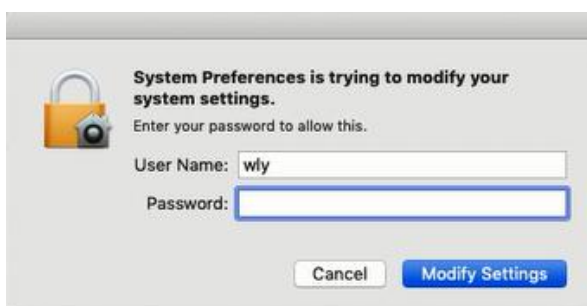 System Preferences is trying to modify your
system settings.
Enter your password to allow this.
User Name: wly
Password:
Cancel Modify Settings